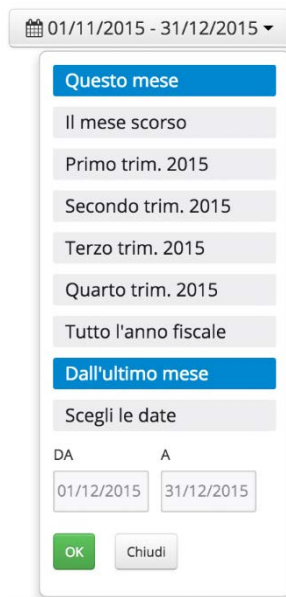 01/11/2015 - 31/12/2015
Questo mese
Il mese scorso
Primo trim. 2015
Secondo trim. 2015
Terzo trim. 2015
Quarto trim. 2015
Tutto l'anno fiscale
Dall'ultimo mese
Scegli le date
DA A
01/12/2015 31/12/2015
OK Chiudi